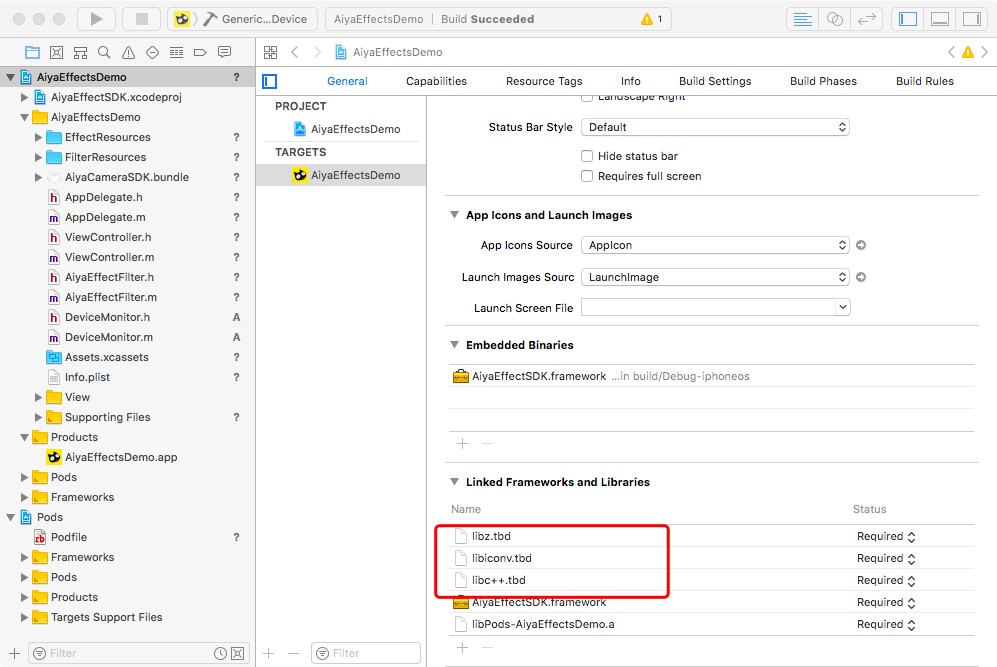 Generic...Device
AiyaEffectsDemo
Build Succeeded
1
AiyaEffectsDemo
AiyaEffectsDemo ?
AiyaEffectSDK.xcodeproj
AiyaEffectsDemo
EffectResources ?
FilterResources ?
AiyaCameraSDK.bundle ?
h AppDelegate.h ?
m AppDelegate.m ?
h ViewController.h ?
m ViewController.m ?
h AiyaEffectFilter.h ?
m AiyaEffectFilter.m ?
h DeviceMonitor.h A
m DeviceMonitor.m A
Assets.xcassets ?
Info.plist ?
View
Supporting Files ?
Products
AiyaEffectsDemo.app
Pods
Frameworks
Pods
rb Podfile ?
Frameworks
Pods
Products
Targets Support Files
Filter
General
Capabilities
Resource Tags
Info
Build Settings
Build Phases
Build Rules
PROJECT
AiyaEffectsDemo
TARGETS
AiyaEffectsDemo
Filter
Landscape Right
Status Bar Style Default
Hide status bar
Requires full screen
App Icons and Launch Images
App Icons Source AppIcon
Launch Images Sourc LaunchImage
Launch Screen File
Embedded Binaries
AiyaEffectSDK.framework ...in build/Debug-iphoneos
Linked Frameworks and Libraries
Name Status
libz.tbd Required
libiconv.tbd Required
libc++.tbd Required
AiyaEffectSDK.framework Required
libPods-AiyaEffectsDemo.a Required